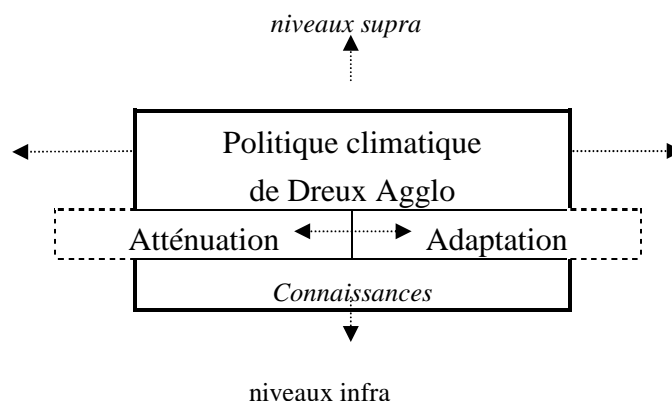 niveaux supra
Politique climatique
de Dreux Agglo
Atténuation
Adaptation
Connaissances
niveaux infra